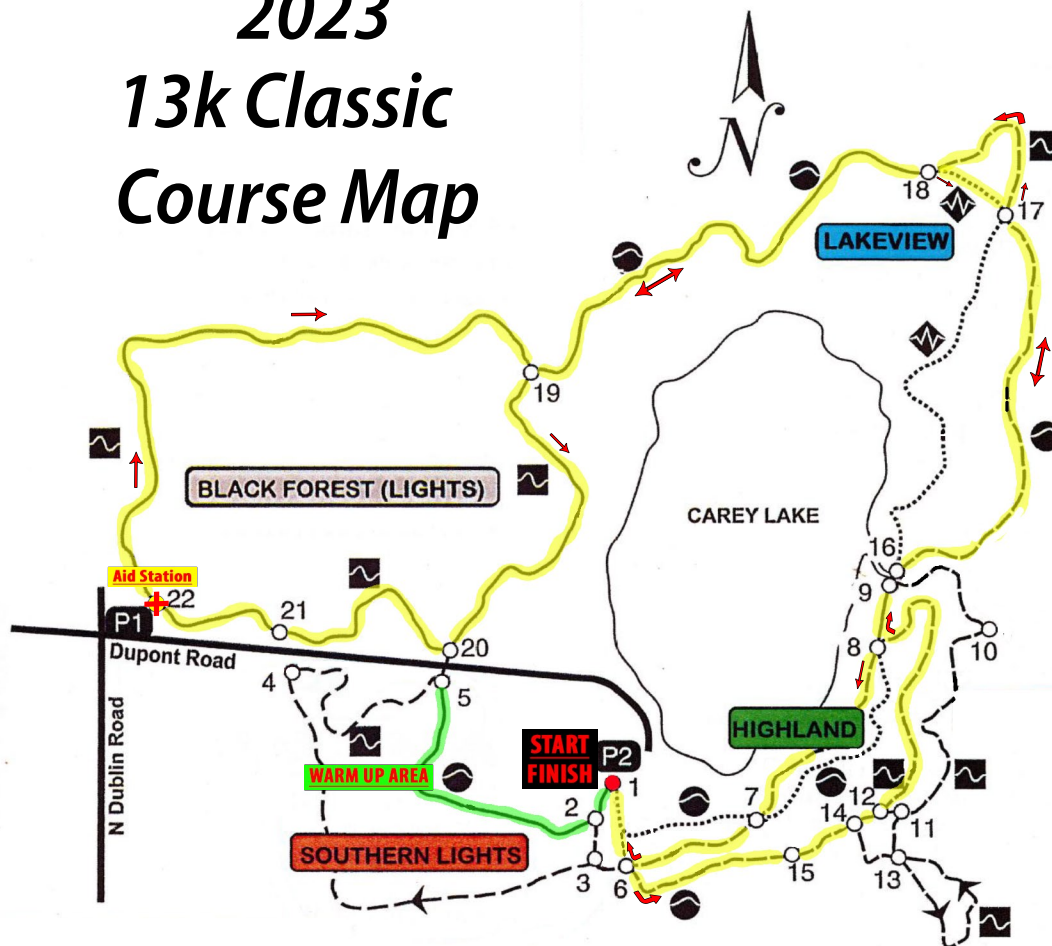 2023
13k Classic
Course Map
N
18
17
LAKEVIEW
19
BLACK FOREST (LIGHTS)
CAREY LAKE
16
9
Aid Station
22
21
P1
20
8
10
Dupont Road
4
5
N Dublin Road
HIGHLAND
START
FINISH
P2
WARM UP AREA
1
2
7
14
12
11
SOUTHERN LIGHTS
3
6
15
13